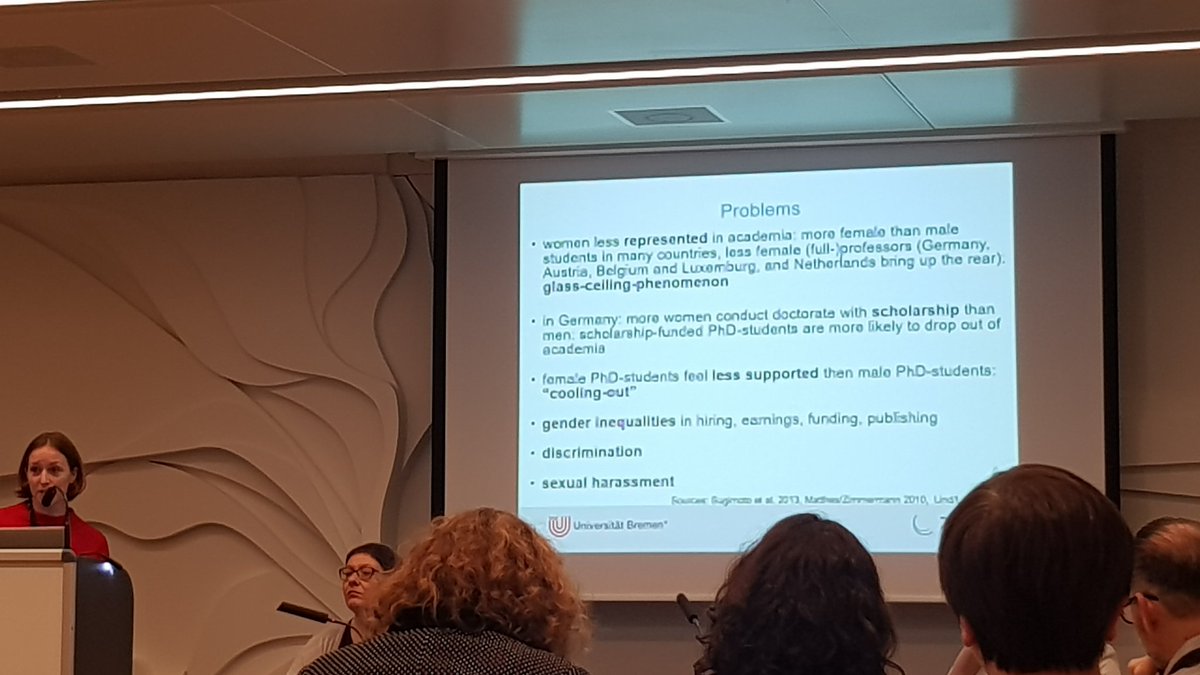 Problems
• women less represented in academia: more female than male
students in many countries, less female (full-)professors (Germany,
Austria, Belgium and Luxemburg, and Netherlands bring up the rear):
glass-ceiling-phenomenon
• in Germany: more women conduct doctorate with scholarship than
men: scholarship-funded PhD-students are more likely to drop out of
academia
• female PhD-students feel less supported then male PhD-students:
"cooling-out"
• gender inequalities in hiring, earnings, funding, publishing
• discrimination
• sexual harassment
Sources: Sugimoto et al. 2013, Matthes/Zimmermann 2010,
Universität Bremen*